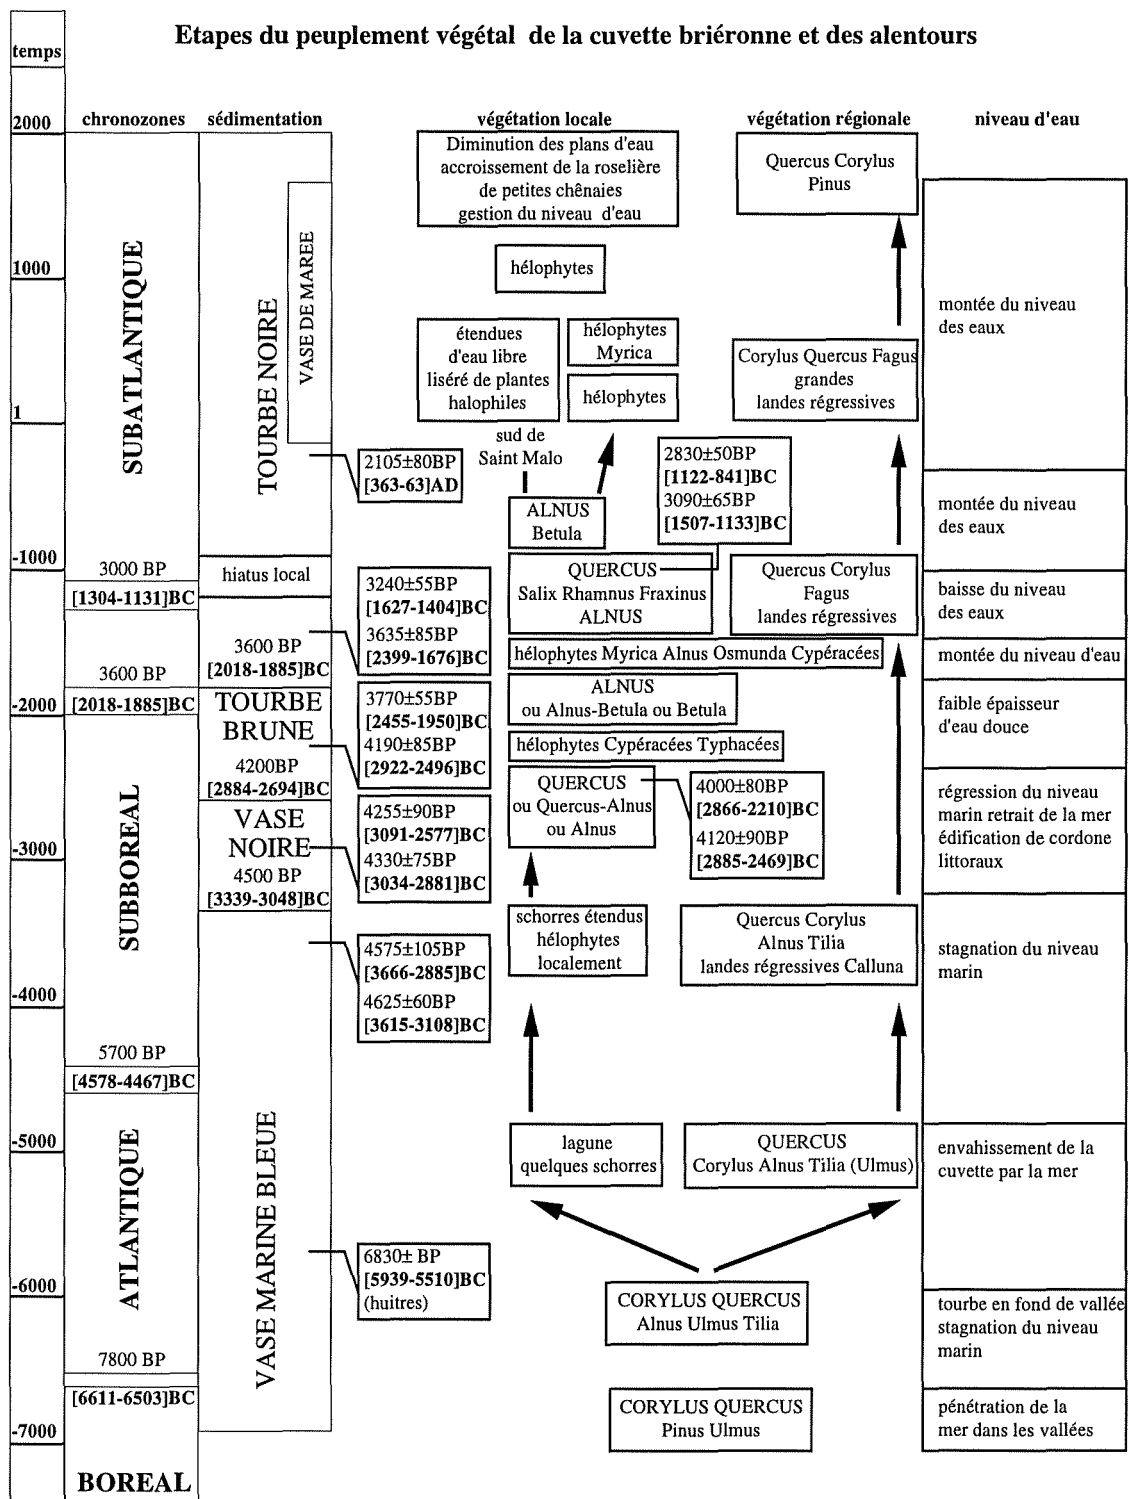 Etapes du peuplement végétal de la cuvette briéronne et des alentours
temps
2000
1000
1
-1000
-2000
-3000
-4000
-5000
-6000
-7000
chronozones
SUBATLANTIQUE
3000 BP
[1304-1131]BC
3600 BP
[2018-1885]BC
SUBBOREAL
5700 BP
[4578-4467]BC
ATLANTIQUE
7800 BP
[6611-6503]BC
BOREAL
sédimentation
TOURBE NOIRE
VASE DE MAREE
hiatus local
3600 BP
[2018-1885]BC
TOURBE
BRUNE
4200BP
[2884-2694]BC
VASE
NOIRE
4500 BP
[3339-3048]BC
VASE MARINE BLEUE
2105±80BP
[363-63]AD
3240±55BP
[1627-1404]BC
3635±85BP
[2399-1676]BC
3770±55BP
[2455-1950]BC
4190±85BP
[2922-2496]BC
4255±90BP
[3091-2577]BC
4330±75BP
[3034-2881]BC
4575±105BP
[3666-2885]BC
4625±60BP
[3615-3108]BC
6830± BP
[5939-5510]BC
(huitres)
végétation locale
Diminution des plans d'eau
accroissement de la roselière
de petites chênaies
gestion du niveau d'eau
hélophytes
étendues
d'eau libre
liséré de plantes
halophiles
hélophytes
Myrica
hélophytes
sud de
Saint Malo
ALNUS
Betula
2830±50BP
[1122-841]BC
3090±65BP
[1507-1133]BC
QUERCUS
Salix Rhamnus Fraxinus
ALNUS
hélophytes Myrica Alnus Osmunda Cypéracées
ALNUS
ou Alnus-Betula ou Betula
hélophytes Cypéracées Typhacées
QUERCUS
ou Quercus-Alnus
ou Alnus
4000±80BP
[2866-2210]BC
4120±90BP
[2885-2469]BC
schorres étendus
hélophytes
localement
lagune
quelques schorres
CORYLUS QUERCUS
Alnus Ulmus Tilia
CORYLUS QUERCUS
Pinus Ulmus
végétation régionale
Quercus Corylus
Pinus
Corylus Quercus Fagus
grandes
landes régressives
Quercus Corylus
Fagus
landes régressives
Quercus Corylus
Alnus Tilia
landes régressives Calluna
QUERCUS
Corylus Alnus Tilia (Ulmus)
niveau d'eau
montée du niveau
des eaux
montée du niveau
des eaux
baisse du niveau
des eaux
montée du niveau d'eau
faible épaisseur
d'eau douce
régression du niveau
marin retrait de la mer
édification de cordone
littoraux
stagnation du niveau
marin
envahissement de la
cuvette par la mer
tourbe en fond de vallée
stagnation du niveau
marin
pénétration de la
mer dans les vallées